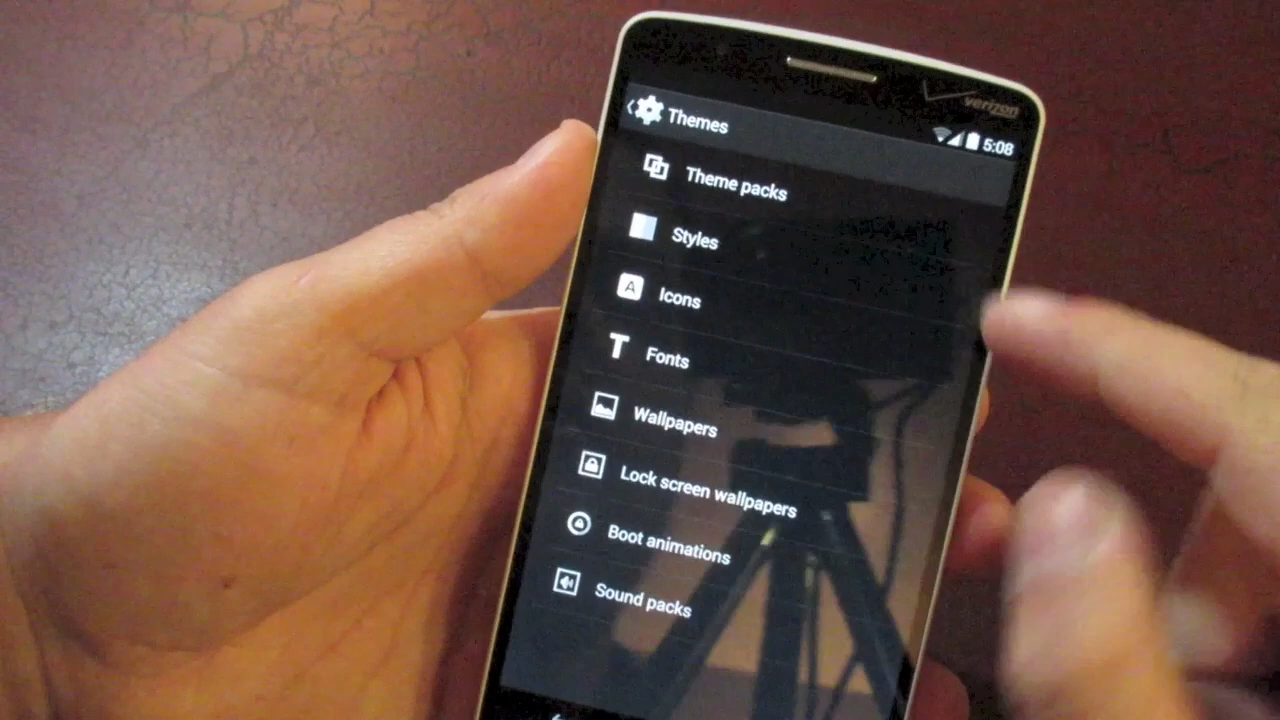 verizon
5:08
Themes
Theme packs
Styles
A Icons
T Fonts
Wallpapers
Lock screen wallpapers
Boot animations
Sound packs